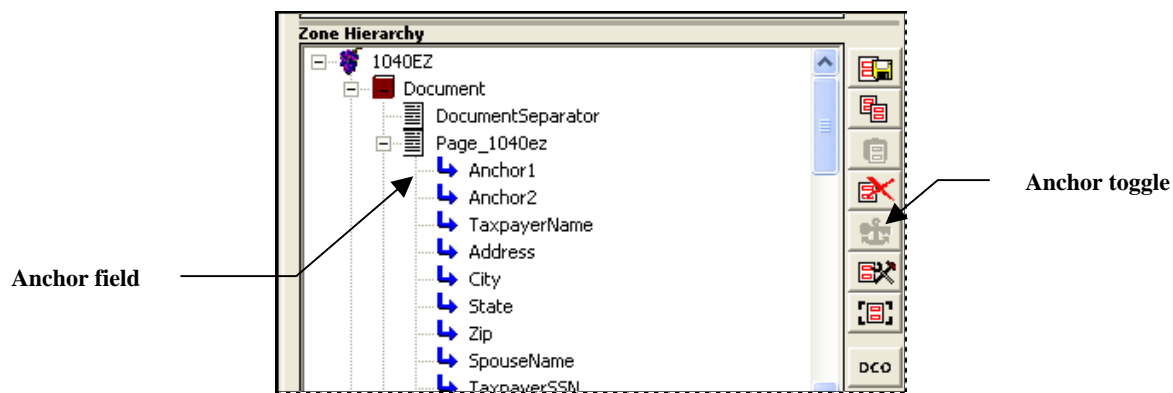 Zone Hierarchy
1040EZ
Document
DocumentSeparator
Page_1040ez
Anchor1
Anchor toggle
Anchor2
TaxpayerName
Address
Anchor field
City
State
Zip
SpouseName
DCO
TaxpayerSSN